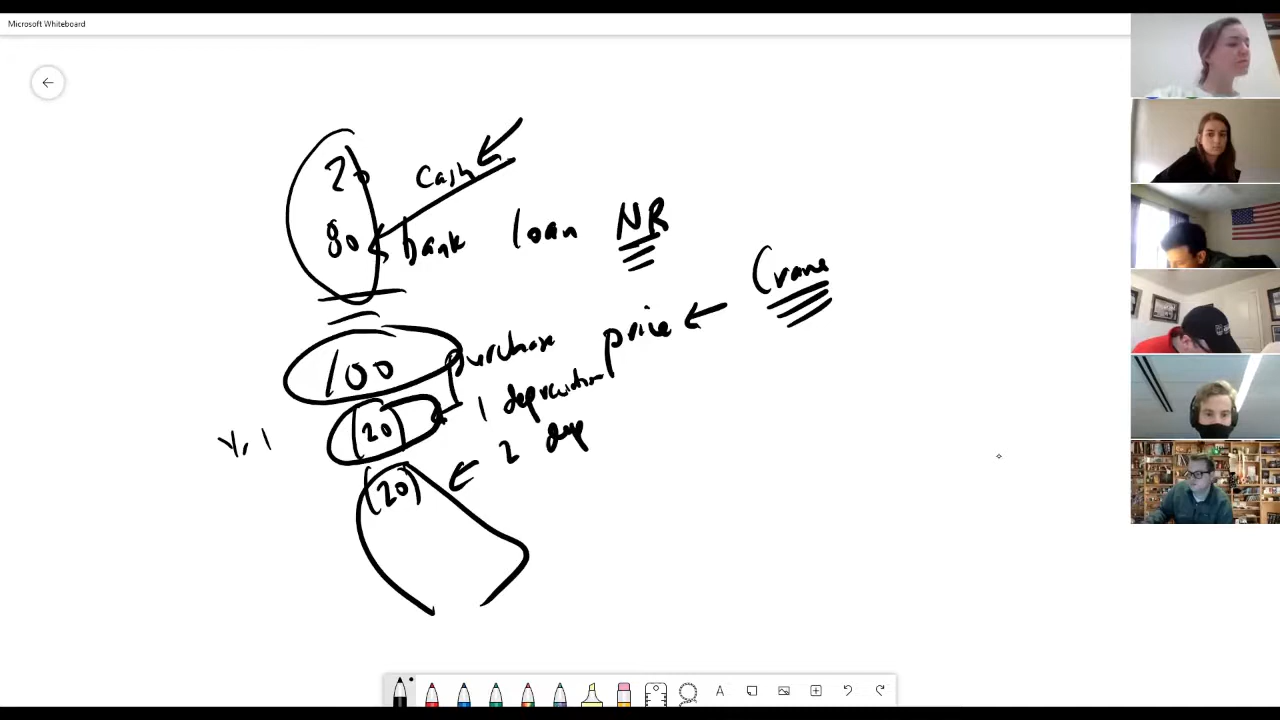 Microsoft Whiteboard
20 cash
80 bank loan NR
Crane
100 purchase price
Yr 1 (20) 1 depreciation
(20) 2 dep
A